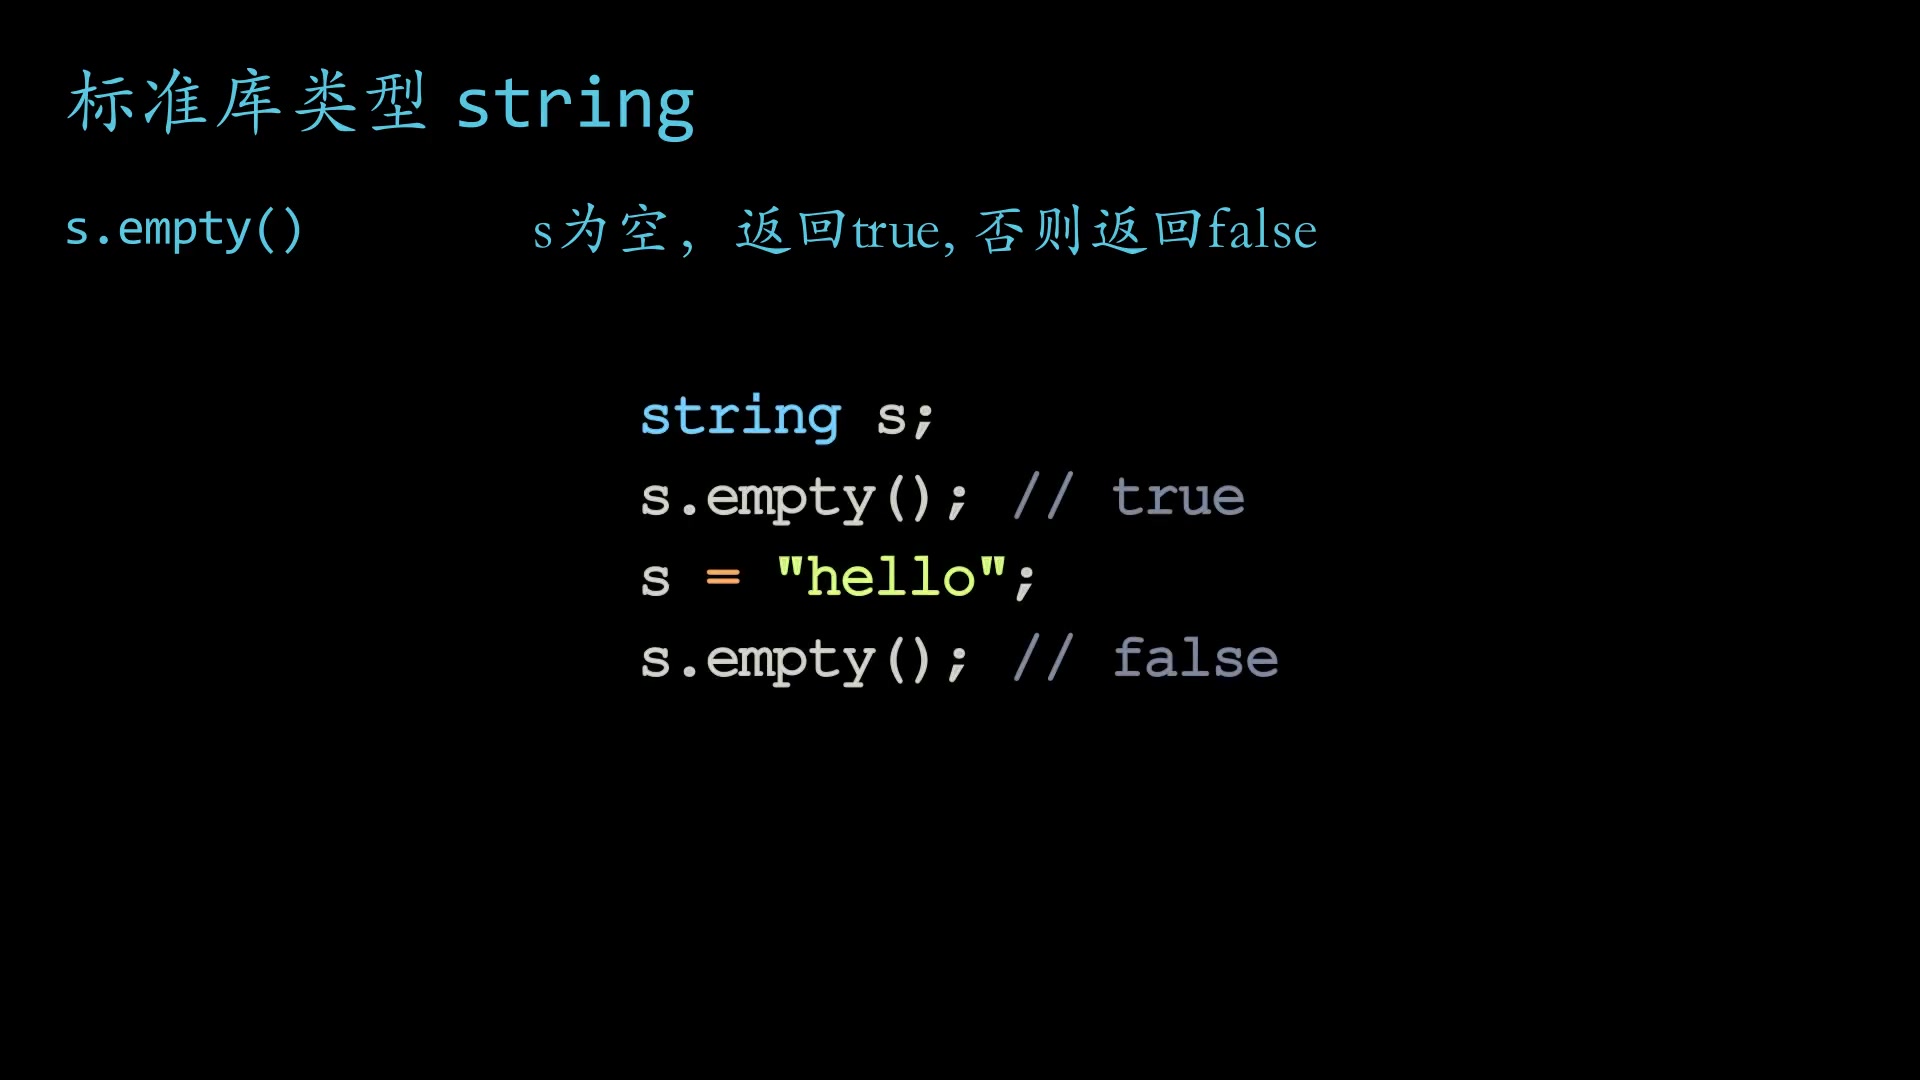 标准库类型 string
s.empty() s为空，返回true, 否则返回false
string s;
s.empty(); // true
s = "hello";
s.empty(); // false